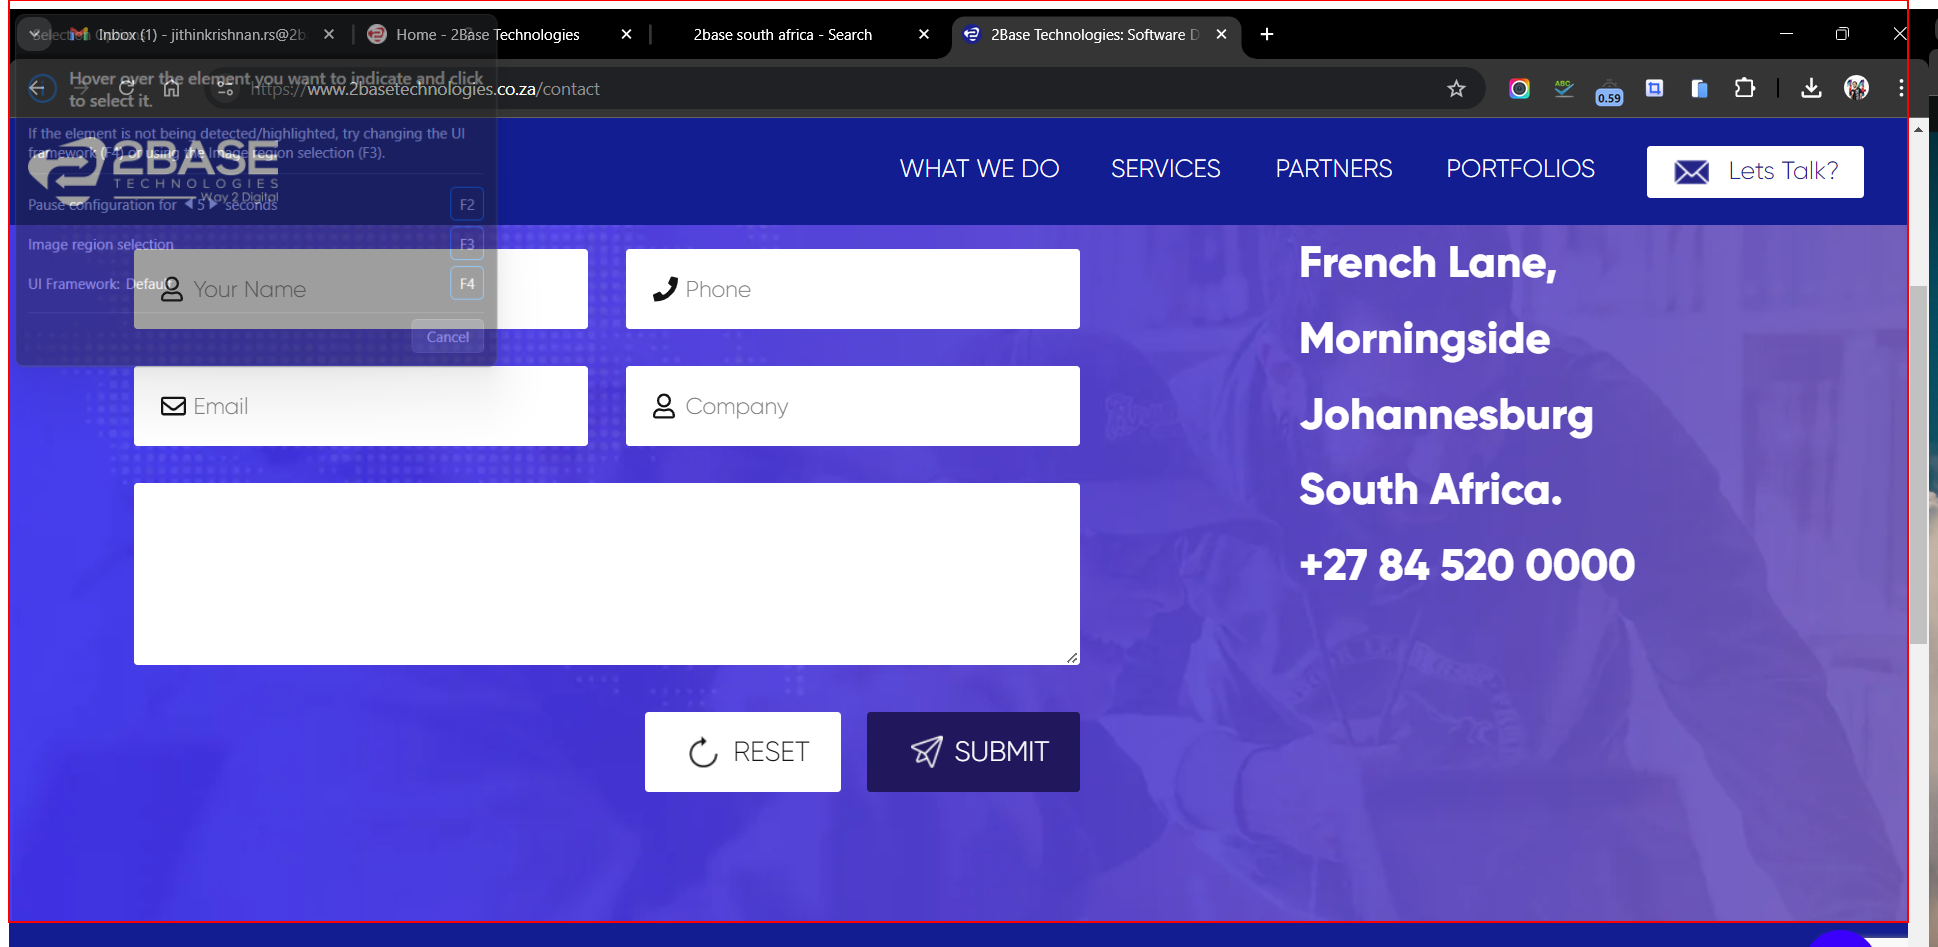 Selection Options
Inbox (1) - jithinkrishnan.rs@2b
Home - 2Base Technologies
2base south africa - Search
2Base Technologies: Software D
Hover over the element you want to indicate and click
to select it.
https://www.2basetechnologies.co.za/contact
ABC
0.59
If the element is not being detected/highlighted, try changing the UI
framework (F4) or using the Image region selection (F3).
2BASE
TECHNOLOGIES
Way 2 Digital
WHAT WE DO
SERVICES
PARTNERS
PORTFOLIOS
Lets Talk?
Pause configuration for 5 seconds
F2
Image region selection
F3
UI Framework: Default
F4
Cancel
Your Name
Phone
Email
Company
RESET
SUBMIT
French Lane,
Morningside
Johannesburg
South Africa.
+27 84 520 0000